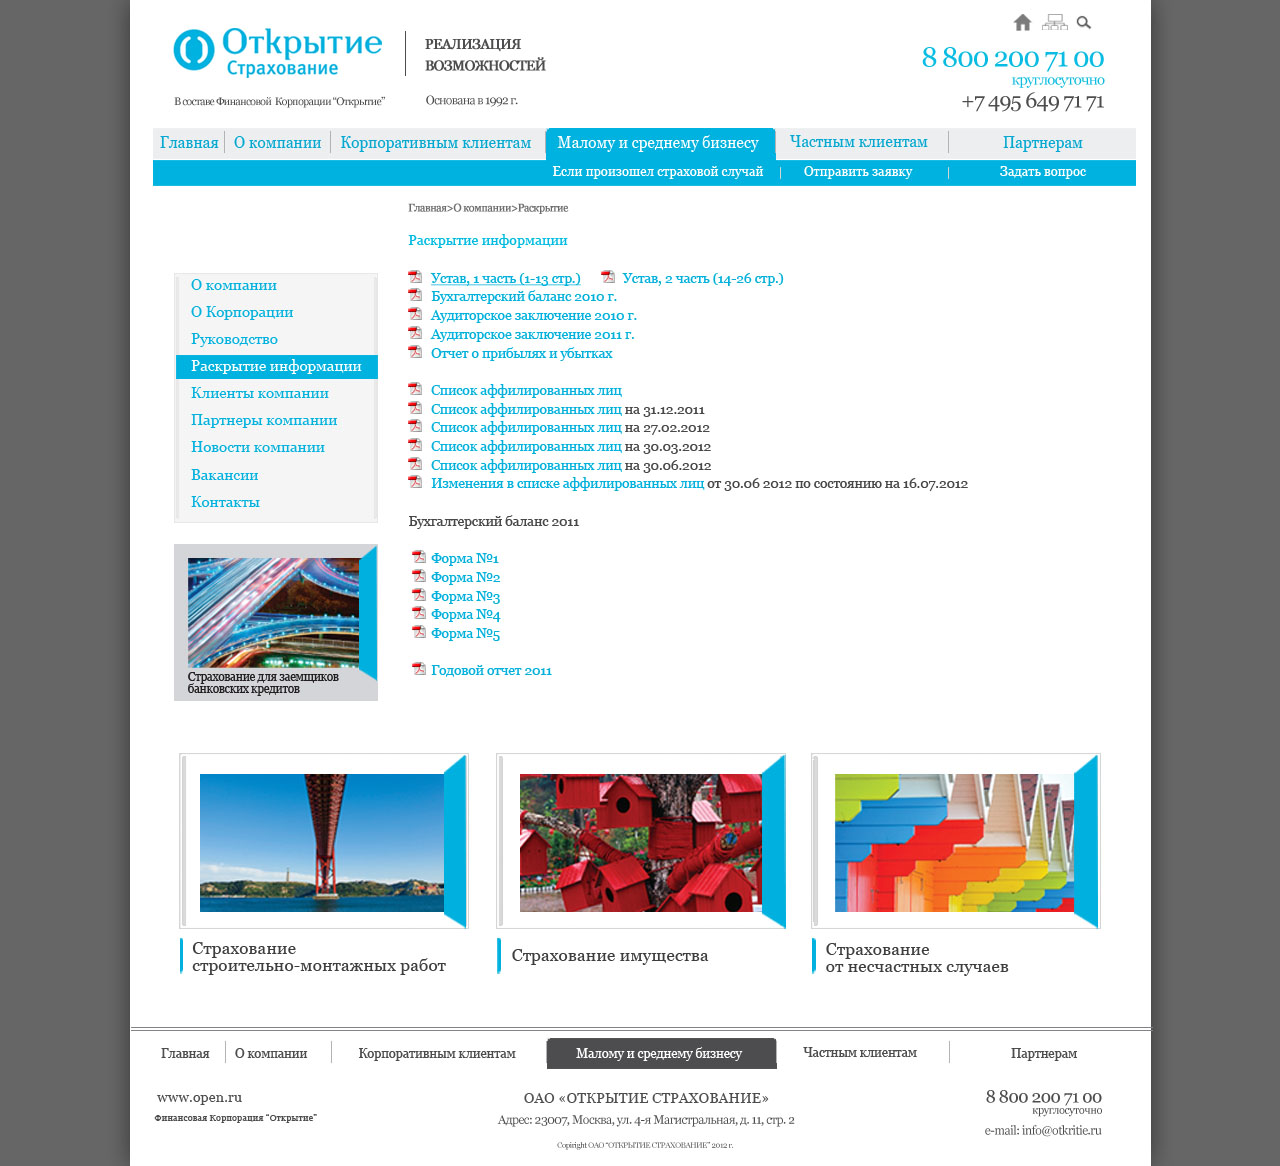 Открытие
Страхование
РЕАЛИЗАЦИЯ
ВОЗМОЖНОСТЕЙ
8 800 200 71 00
круглосуточно
+7 495 649 71 71
В составе Финансовой Корпорации “Открытие”
Основана в 1992 г.
Главная
О компании
Корпоративным клиентам
Малому и среднему бизнесу
Частным клиентам
Партнерам
Если произошел страховой случай
Отправить заявку
Задать вопрос
Главная>О компании>Раскрытие
Раскрытие информации
О компании
О Корпорации
Руководство
Раскрытие информации
Клиенты компании
Партнеры компании
Новости компании
Вакансии
Контакты
Страхование для заемщиков
банковских кредитов
Устав, 1 часть (1-13 стр.) Устав, 2 часть (14-26 стр.)
Бухгалтерский баланс 2010 г.
Аудиторское заключение 2010 г.
Аудиторское заключение 2011 г.
Отчет о прибылях и убытках
Список аффилированных лиц
Список аффилированных лиц на 31.12.2011
Список аффилированных лиц на 27.02.2012
Список аффилированных лиц на 30.03.2012
Список аффилированных лиц на 30.06.2012
Изменения в списке аффилированных лиц от 30.06 2012 по состоянию на 16.07.2012
Бухгалтерский баланс 2011
Форма №1
Форма №2
Форма №3
Форма №4
Форма №5
Годовой отчет 2011
Страхование
строительно-монтажных работ
Страхование имущества
Страхование
от несчастных случаев
Главная
О компании
Корпоративным клиентам
Малому и среднему бизнесу
Частным клиентам
Партнерам
www.open.ru
Финансовая Корпорация “Открытие”
ОАО «ОТКРЫТИЕ СТРАХОВАНИЕ»
Адрес: 23007, Москва, ул. 4-я Магистральная, д. 11, стр. 2
Copiright ОАО “ОТКРЫТИЕ СТРАХОВАНИЕ” 2012 г.
8 800 200 71 00
круглосуточно
e-mail: info@otkritie.ru